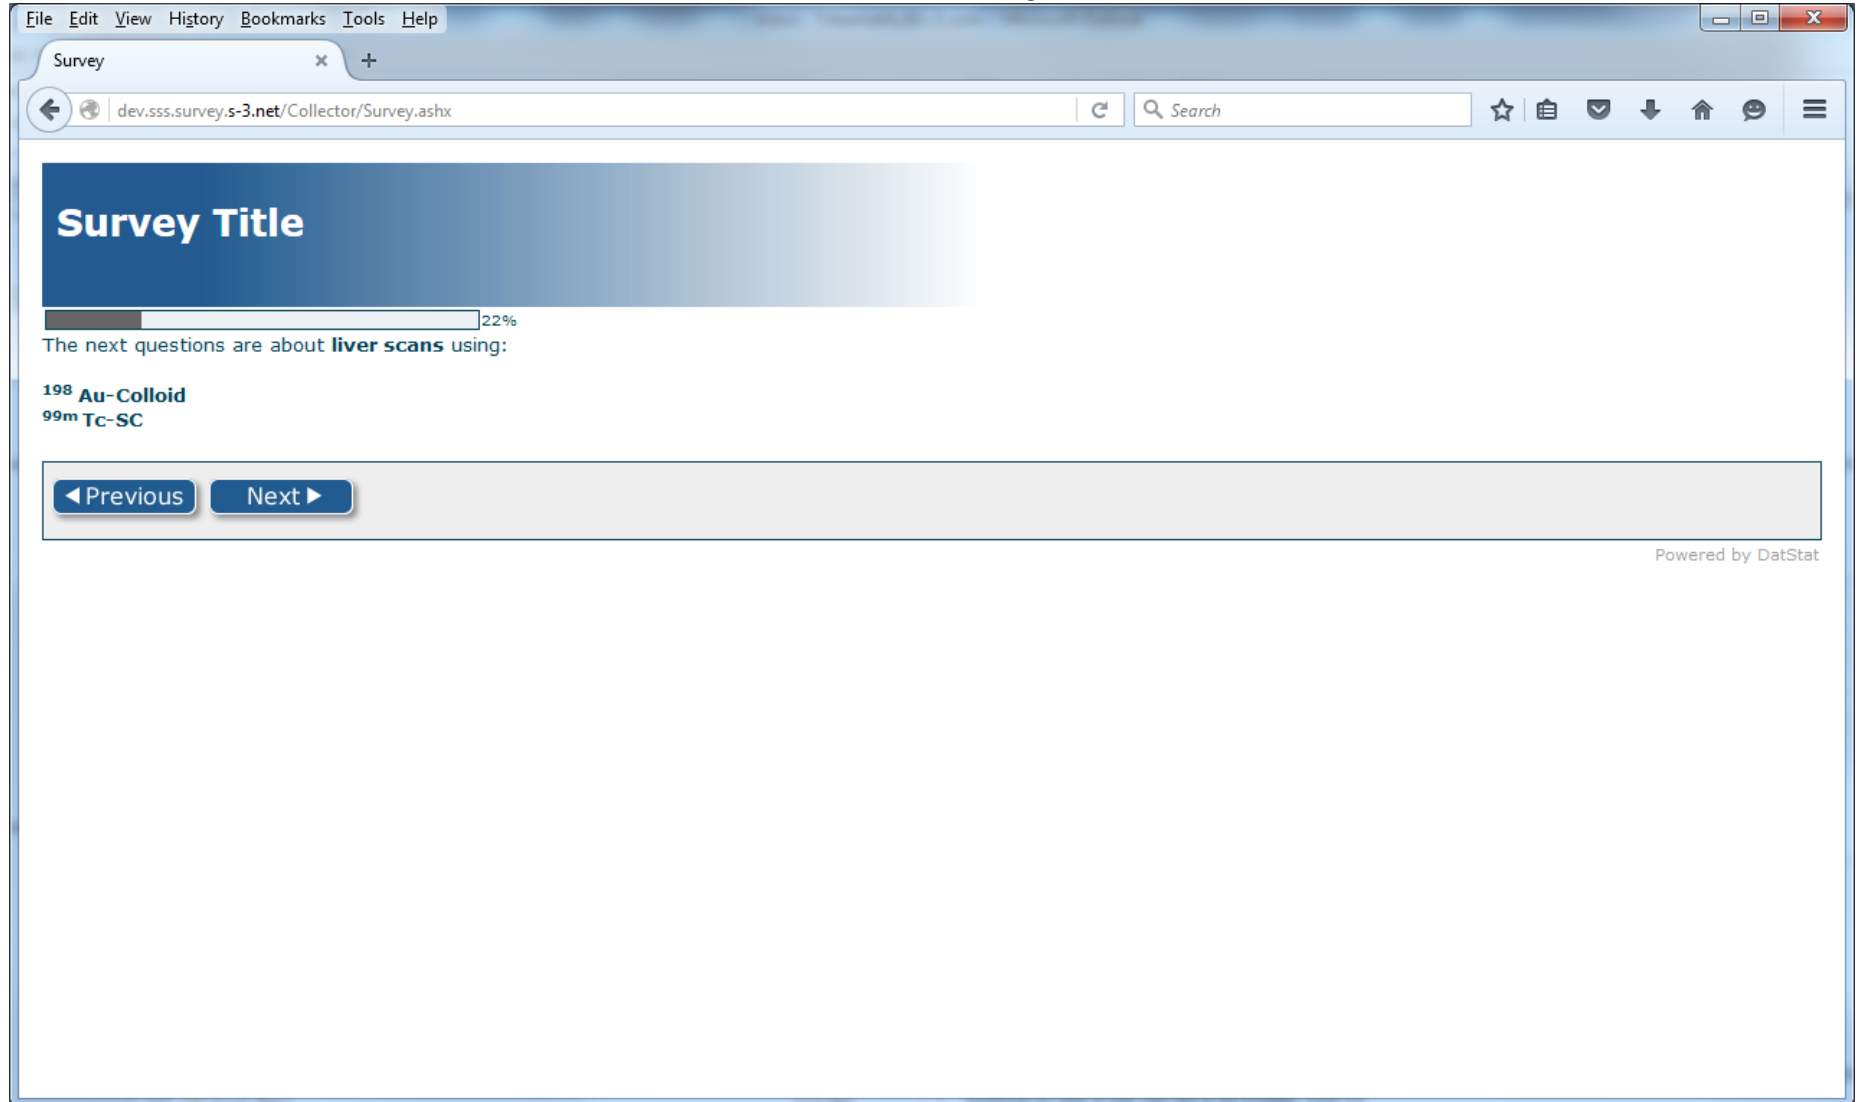 File Edit View History Bookmarks Tools Help
Survey
dev.sss.survey.s-3.net/Collector/Survey.ashx
Search
Survey Title
22%
The next questions are about liver scans using:
198 Au-Colloid
99m Tc-SC
Previous Next
Powered by DatStat